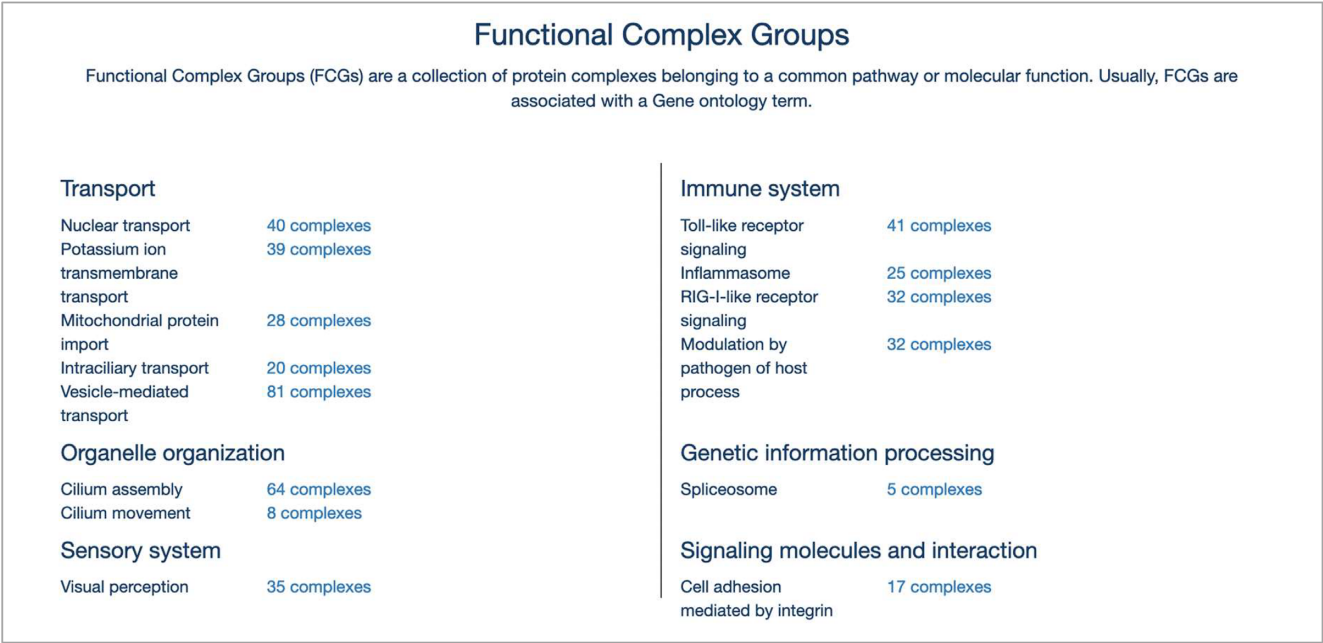 Functional Complex Groups
Functional Complex Groups (FCGs) are a collection of protein complexes belonging to a common pathway or molecular function. Usually, FCGs are
associated with a Gene ontology term.
Transport
Nuclear transport 40 complexes
Potassium ion 39 complexes
transmembrane
transport
Mitochondrial protein 28 complexes
import
Intraciliary transport 20 complexes
Vesicle-mediated 81 complexes
transport
Organelle organization
Cilium assembly 64 complexes
Cilium movement 8 complexes
Sensory system
Visual perception 35 complexes
Immune system
Toll-like receptor 41 complexes
signaling
Inflammasome 25 complexes
RIG-I-like receptor 32 complexes
signaling
Modulation by 32 complexes
pathogen of host
process
Genetic information processing
Spliceosome 5 complexes
Signaling molecules and interaction
Cell adhesion 17 complexes
mediated by integrin